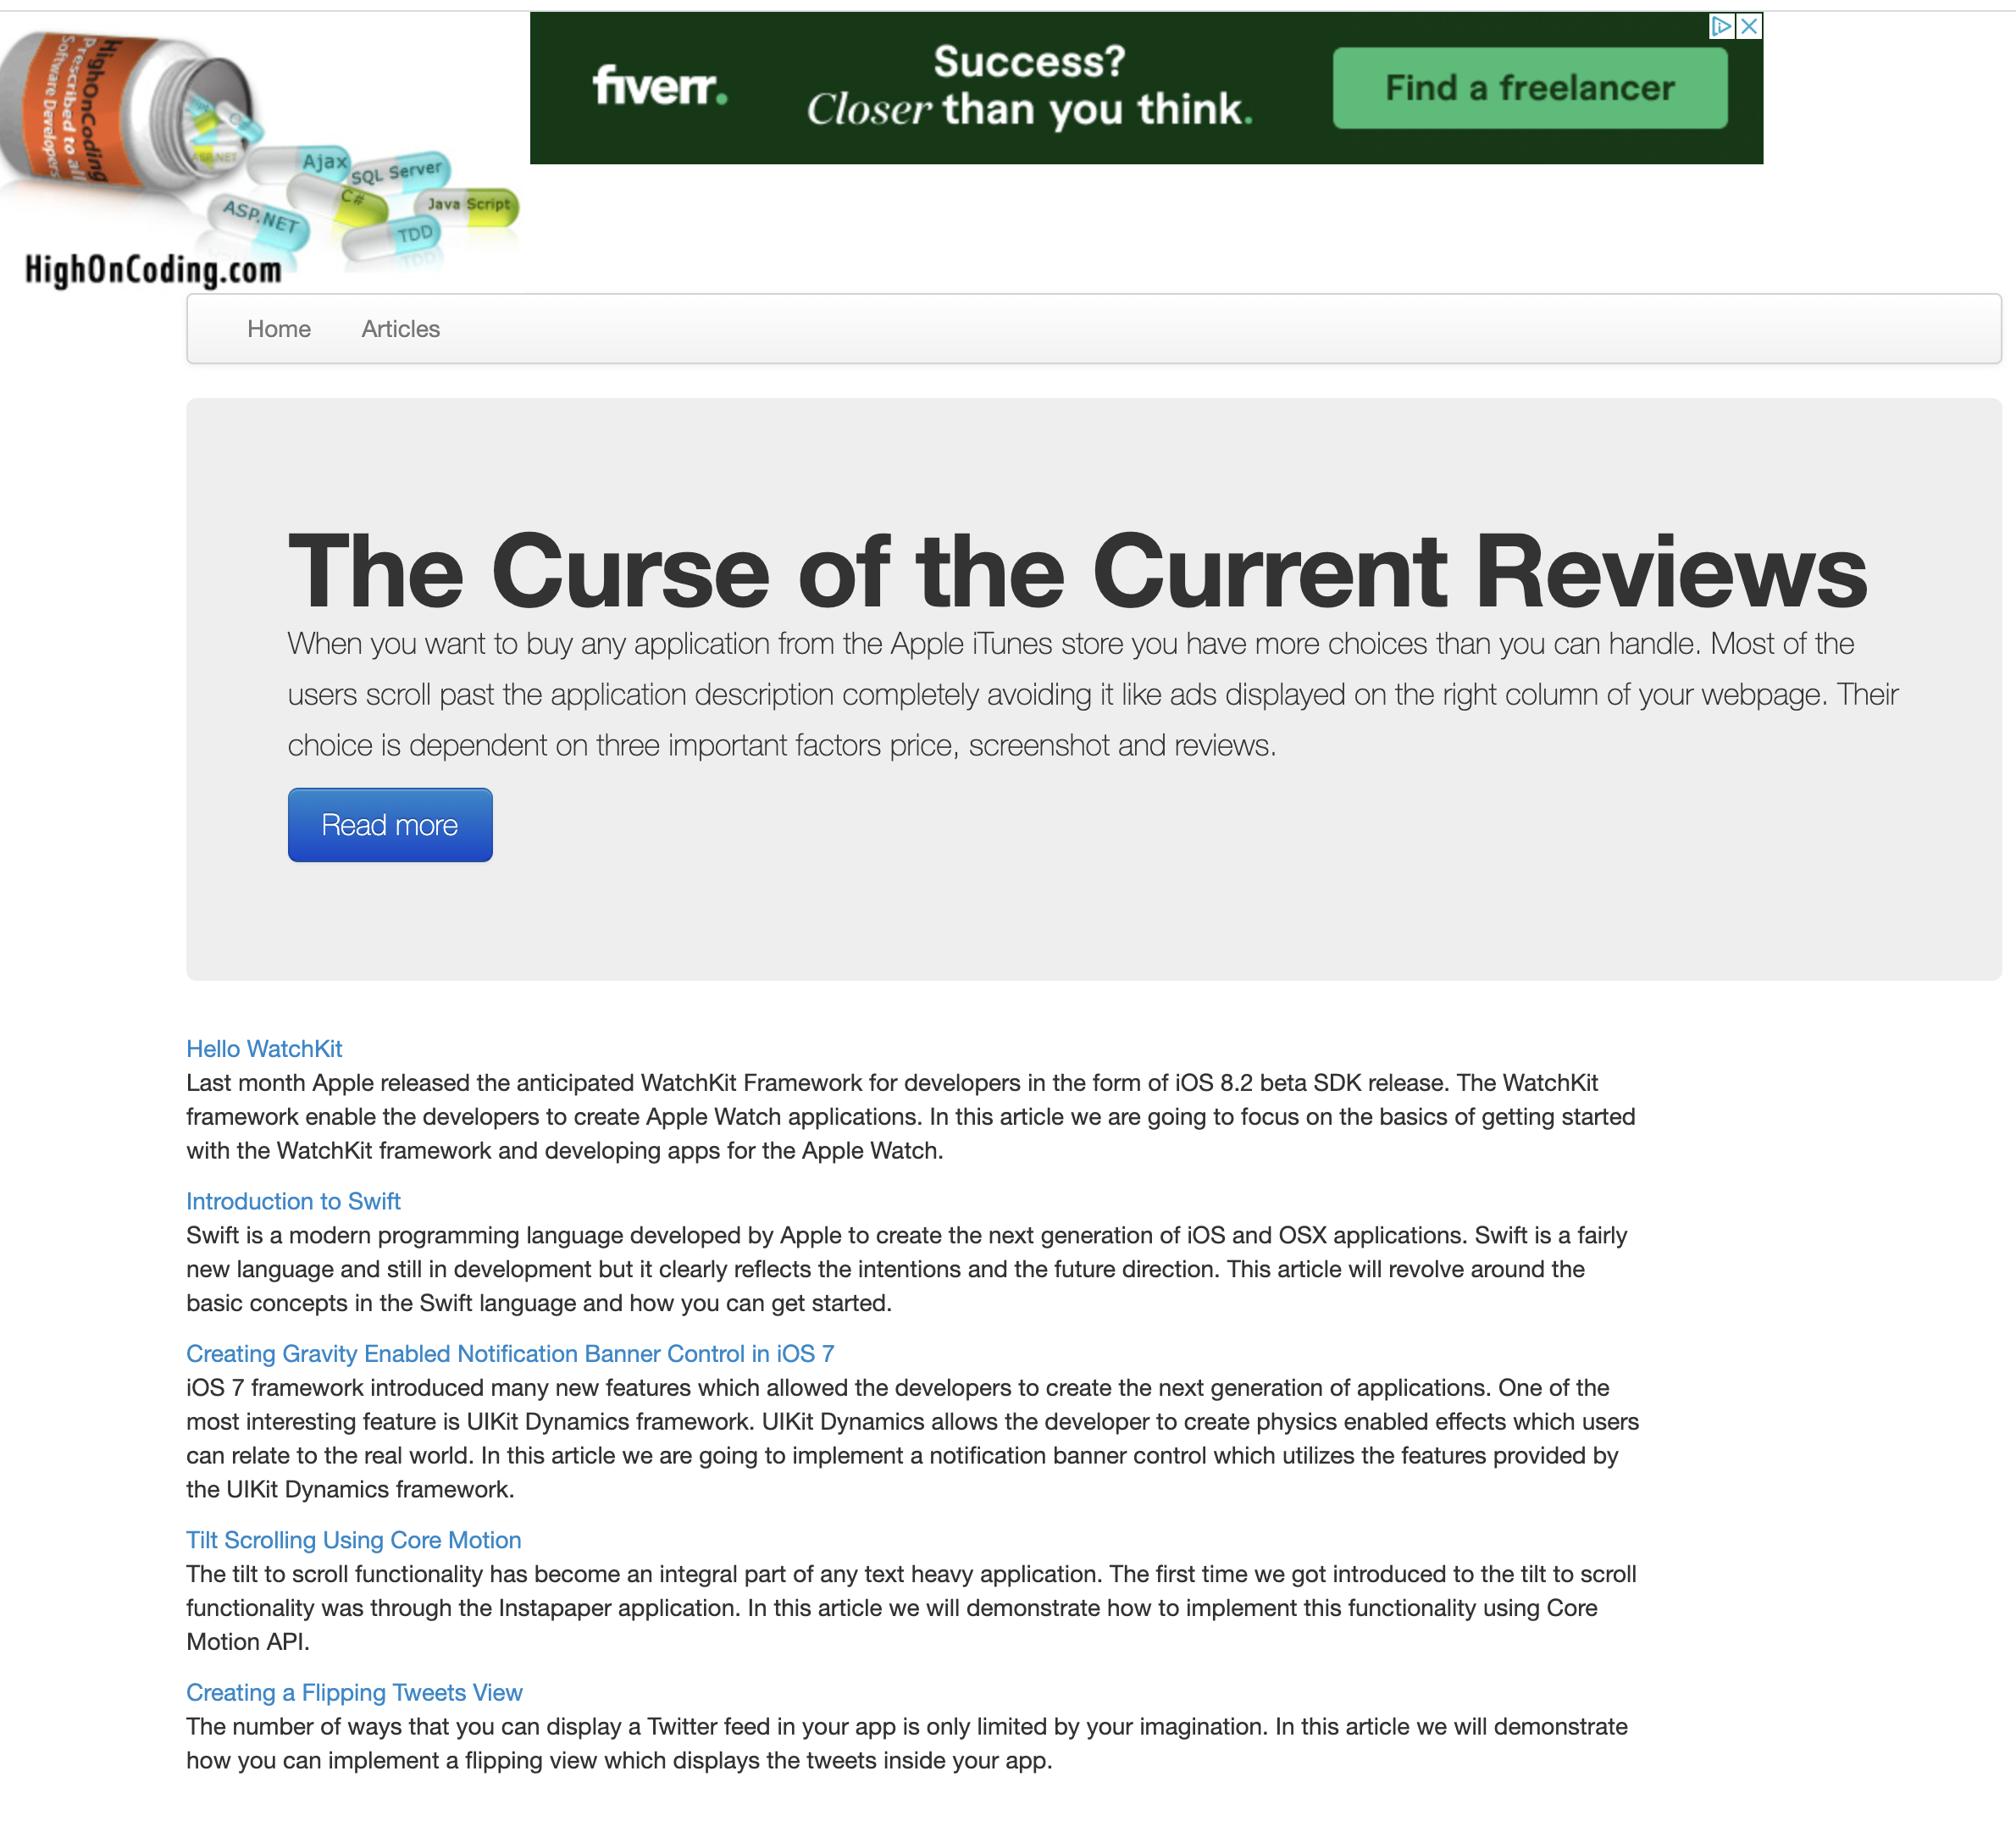 HighOnCoding
Prescribed to all
Software Developers
Ajax
SQL Server
C#
Java Script
ASP.NET
TDD
HighOnCoding.com
fiverr.
Success?
Closer than you think.
Find a freelancer
Home Articles
The Curse of the Current Reviews
When you want to buy any application from the Apple iTunes store you have more choices than you can handle. Most of the
users scroll past the application description completely avoiding it like ads displayed on the right column of your webpage. Their
choice is dependent on three important factors price, screenshot and reviews.
Read more
Hello WatchKit
Last month Apple released the anticipated WatchKit Framework for developers in the form of iOS 8.2 beta SDK release. The WatchKit
framework enable the developers to create Apple Watch applications. In this article we are going to focus on the basics of getting started
with the WatchKit framework and developing apps for the Apple Watch.
Introduction to Swift
Swift is a modern programming language developed by Apple to create the next generation of iOS and OSX applications. Swift is a fairly
new language and still in development but it clearly reflects the intentions and the future direction. This article will revolve around the
basic concepts in the Swift language and how you can get started.
Creating Gravity Enabled Notification Banner Control in iOS 7
iOS 7 framework introduced many new features which allowed the developers to create the next generation of applications. One of the
most interesting feature is UIKit Dynamics framework. UIKit Dynamics allows the developer to create physics enabled effects which users
can relate to the real world. In this article we are going to implement a notification banner control which utilizes the features provided by
the UIKit Dynamics framework.
Tilt Scrolling Using Core Motion
The tilt to scroll functionality has become an integral part of any text heavy application. The first time we got introduced to the tilt to scroll
functionality was through the Instapaper application. In this article we will demonstrate how to implement this functionality using Core
Motion API.
Creating a Flipping Tweets View
The number of ways that you can display a Twitter feed in your app is only limited by your imagination. In this article we will demonstrate
how you can implement a flipping view which displays the tweets inside your app.